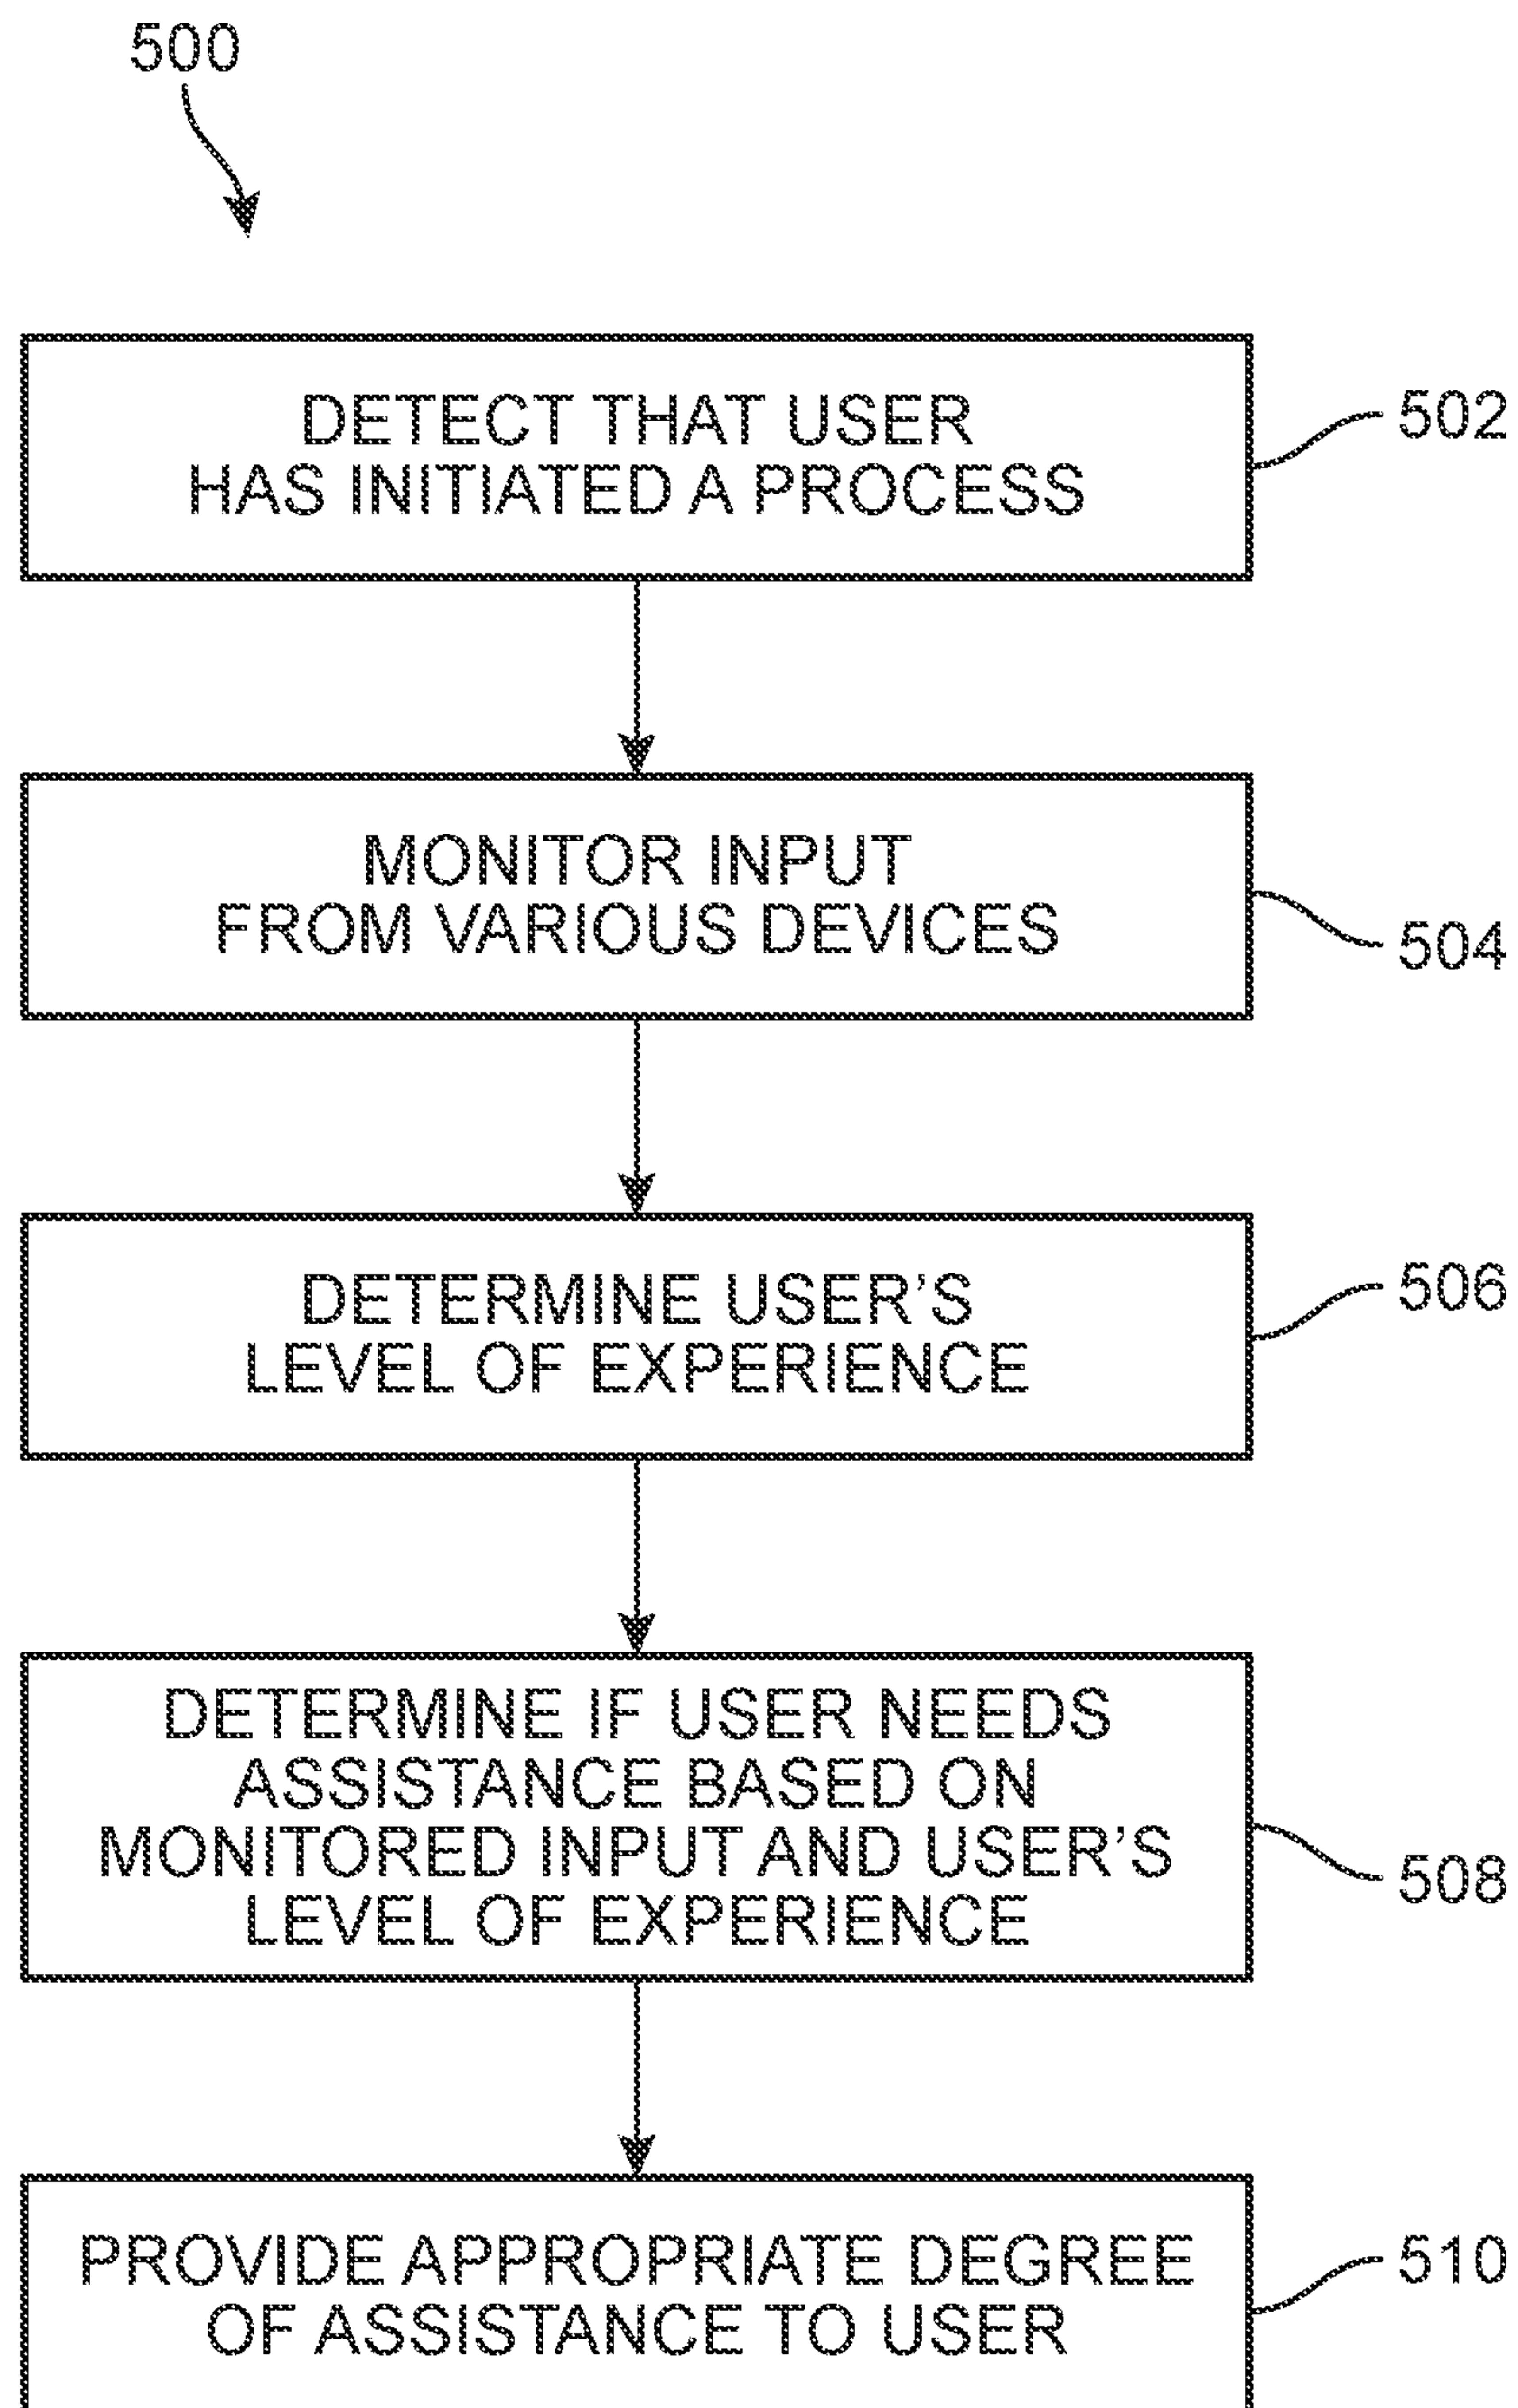 500
DETECT THAT USER
HAS INITIATED A PROCESS
502
MONITOR INPUT
FROM VARIOUS DEVICES
504
DETERMINE USER’S
LEVEL OF EXPERIENCE
506
DETERMINE IF USER NEEDS
ASSISTANCE BASED ON
MONITORED INPUT AND USER’S
LEVEL OF EXPERIENCE
508
PROVIDE APPROPRIATE DEGREE
OF ASSISTANCE TO USER
510